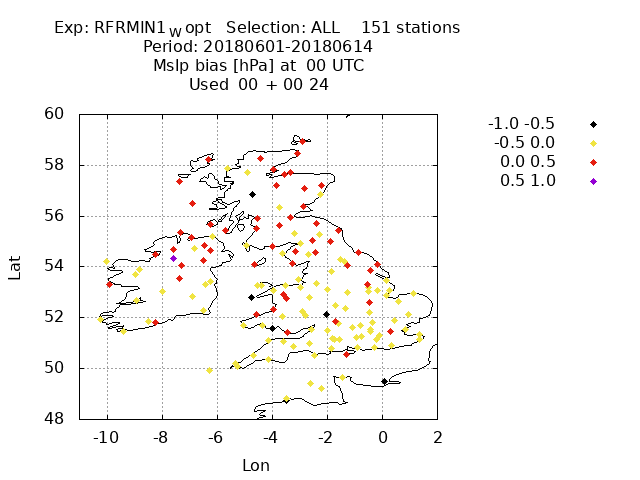 Exp: RFRMIN1_W opt   Selection: ALL    151 stations
Period: 20180601-20180614
Mslp bias [hPa] at  00 UTC
Used  00 + 00 24
60
58
56
54
52
50
48
Lat
-10 -8 -6 -4 -2 0 2
Lon
-1.0 -0.5
-0.5 0.0
0.0 0.5
0.5 1.0